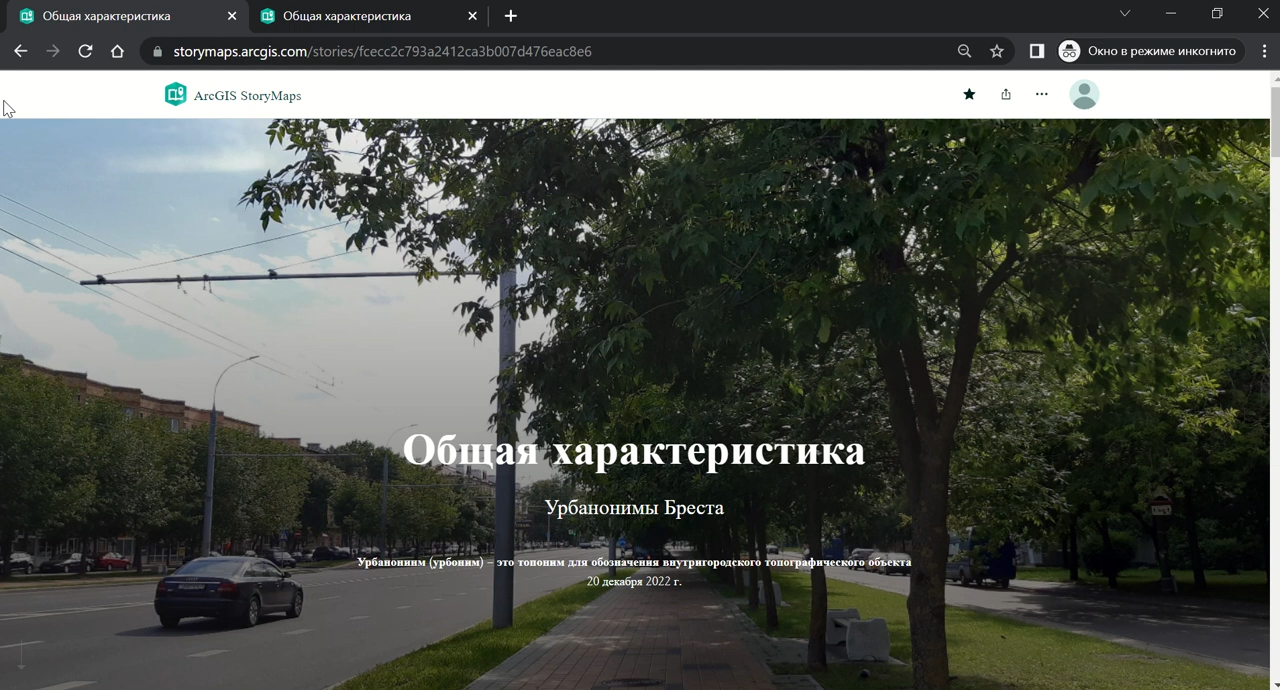 Общая характеристика
Общая характеристика
storymaps.arcgis.com/stories/fcecc2c793a2412ca3b007d476eac8e6
Окно в режиме инкогнито
ArcGIS StoryMaps
Общая характеристика
Урбанонимы Бреста
Урбанониим (урбоним) – это топоним для обозначения внутригородского топографического объекта
20 декабря 2022 г.